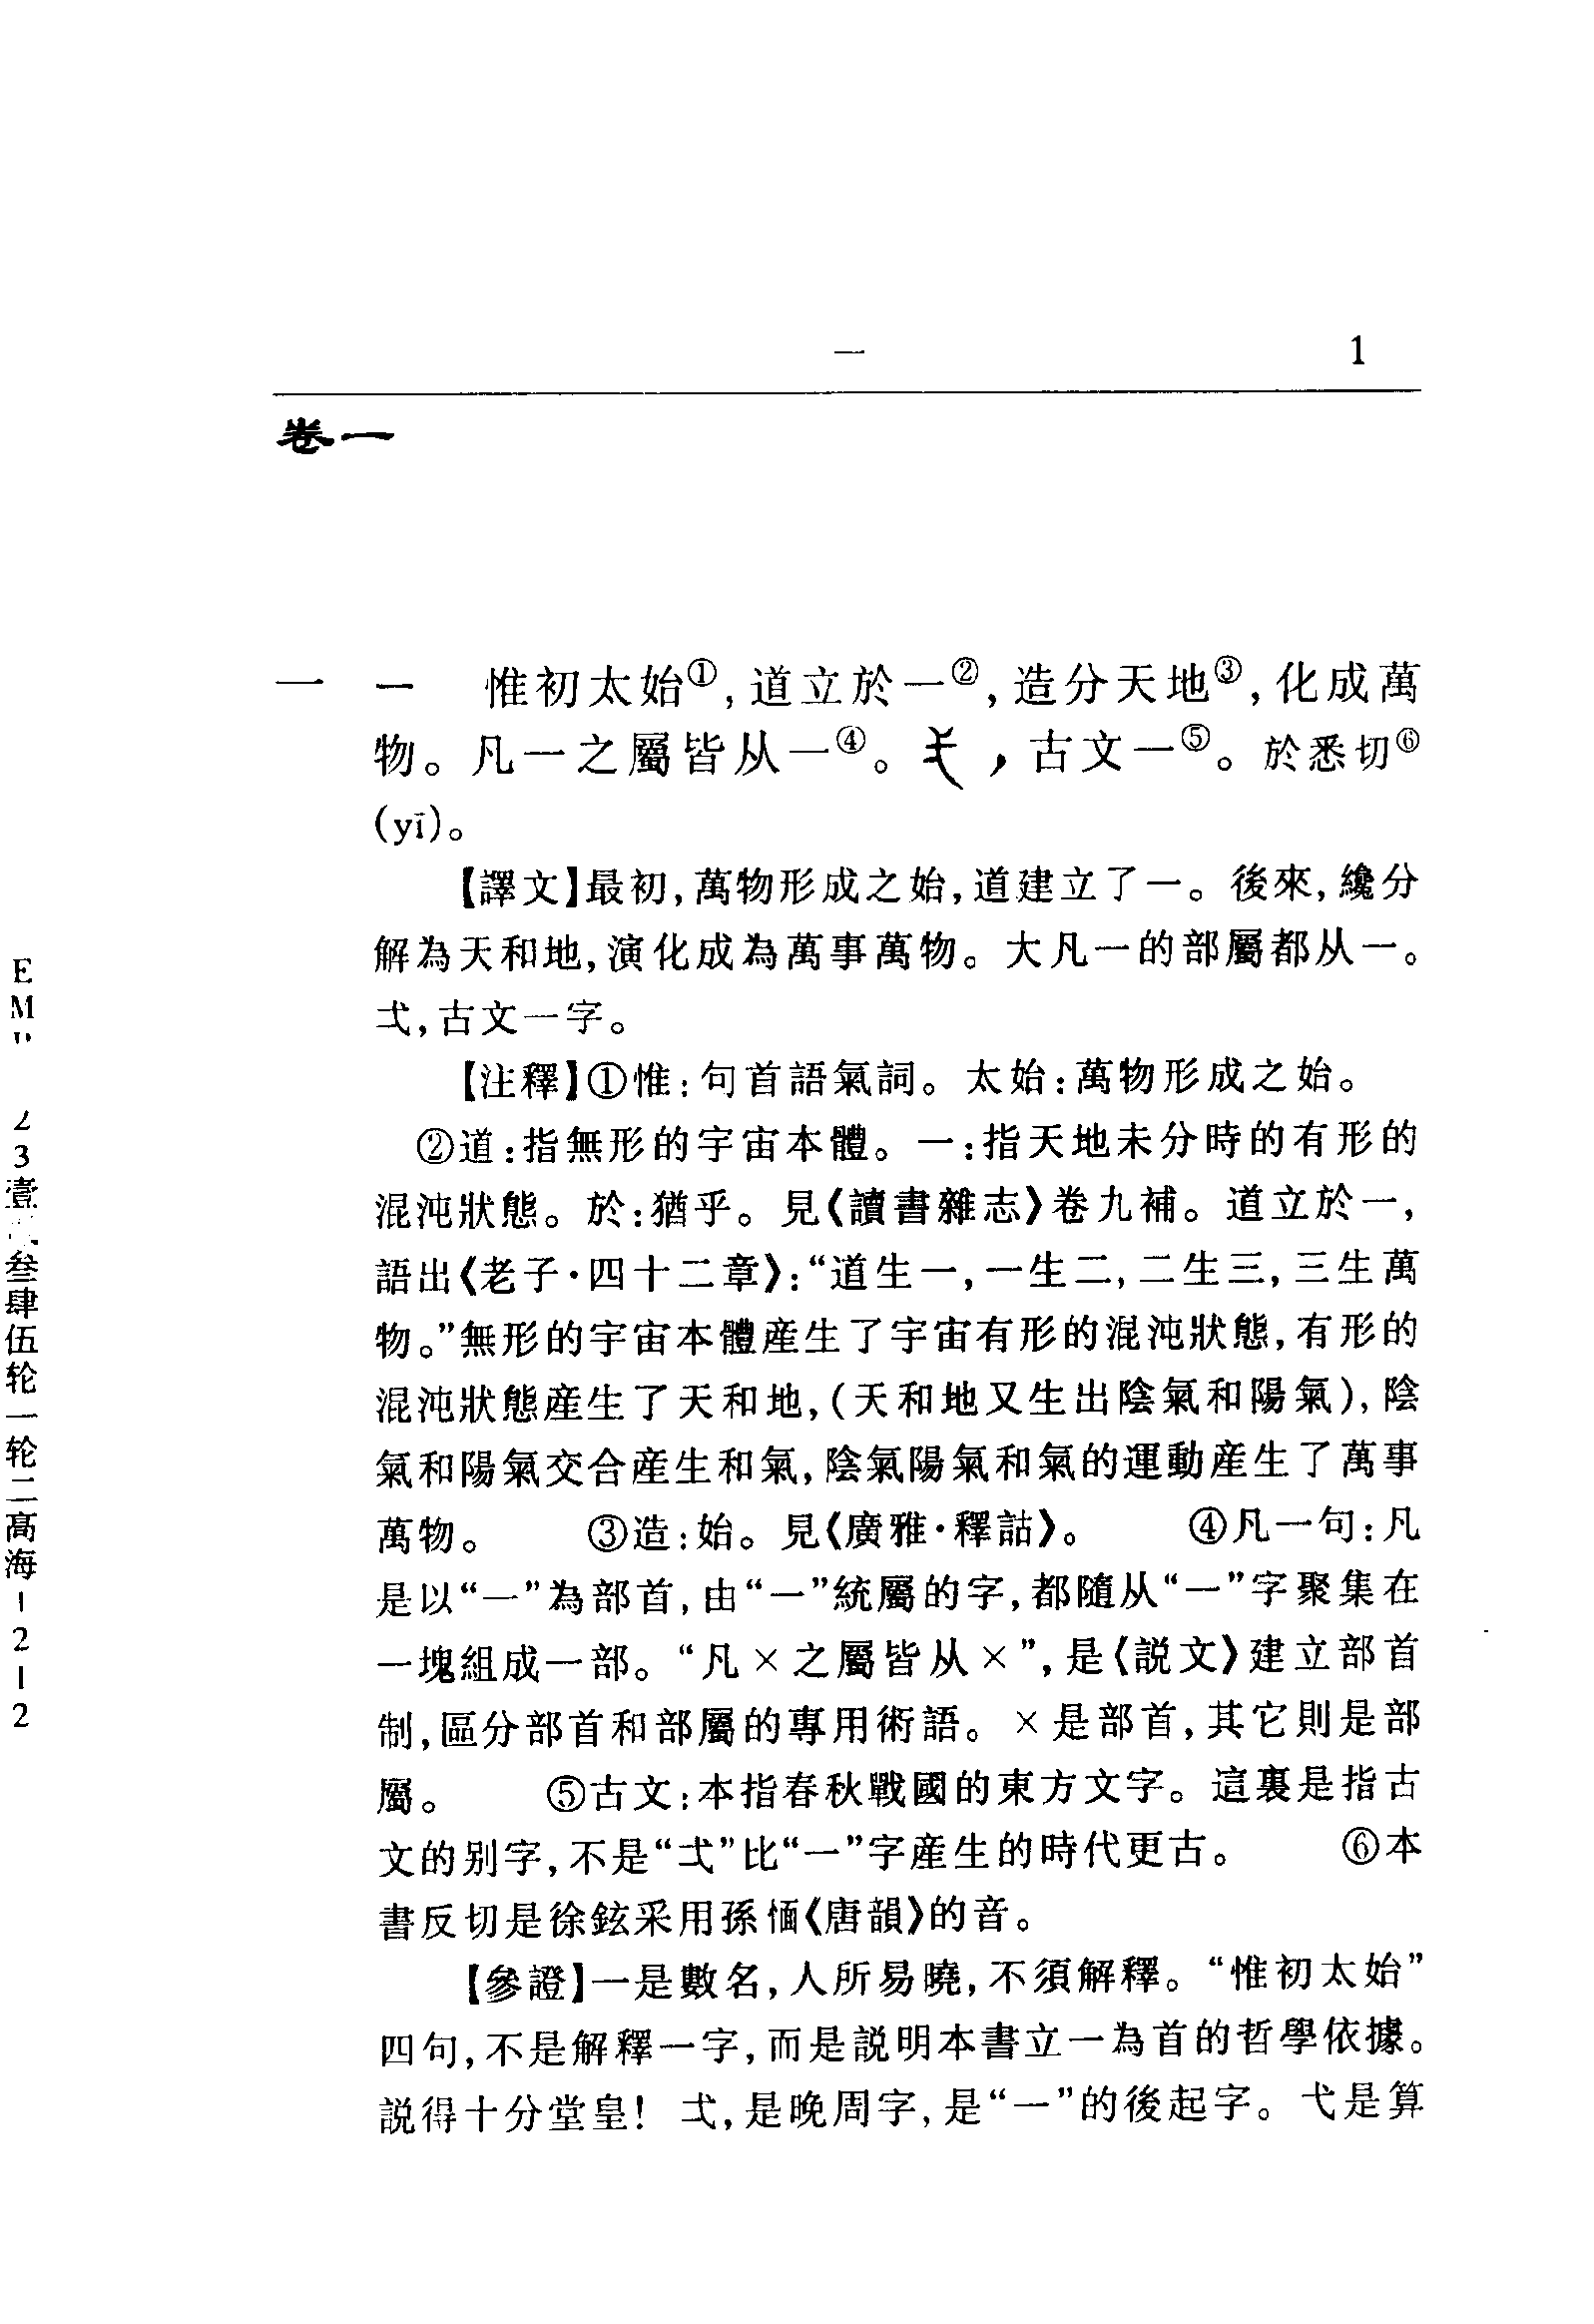 一 1
卷一
一 一 惟初太始①,道立於一②,造分天地③,化成萬
物。凡一之屬皆从一④。弌,古文一⑤。於悉切⑥
(yī)。
【譯文】最初,萬物形成之始,道建立了一。後來,纔分
解為天和地,演化成為萬事萬物。大凡一的部屬都从一。
弌,古文一字。
【注釋】①惟:句首語氣詞。太始:萬物形成之始。
②道:指無形的宇宙本體。一:指天地未分時的有形的
混沌狀態。於:猶乎。見《讀書雜志》卷九補。道立於一,
語出《老子·四十二章》:“道生一,一生二,二生三,三生萬
物。”無形的宇宙本體産生了宇宙有形的混沌狀態,有形的
混沌狀態産生了天和地,(天和地又生出陰氣和陽氣),陰
氣和陽氣交合産生和氣,陰氣陽氣和氣的運動産生了萬事
萬物。 ③造:始。見《廣雅·釋詁》。 ④凡一句:凡
是以“一”為部首,由“一”統屬的字,都隨从“一”字聚集在
一塊組成一部。“凡×之屬皆从×”,是《説文》建立部首
制,區分部首和部屬的專用術語。×是部首,其它則是部
屬。 ⑤古文:本指春秋戰國的東方文字。這裏是指古
文的别字,不是“弌”比“一”字産生的時代更古。 ⑥本
書反切是徐鉉采用孫愐《唐韻》的音。
【參證】一是數名,人所易曉,不須解釋。“惟初太始”
四句,不是解釋一字,而是説明本書立一為首的哲學依據。
説得十分堂皇! 弌,是晚周字,是“一”的後起字。弋是算
E M 3 壹 叁肆伍轮一轮二高海-2-2